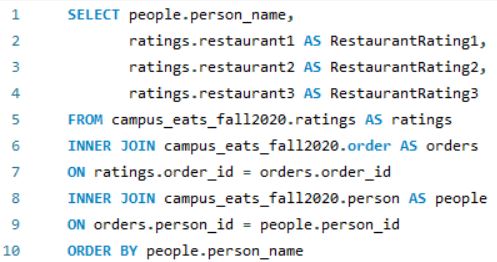 1 SELECT people.person_name,
2 ratings.restaurant1 AS RestaurantRating1,
3 ratings.restaurant2 AS RestaurantRating2,
4 ratings.restaurant3 AS RestaurantRating3
5 FROM campus_eats_fall2020.ratings AS ratings
6 INNER JOIN campus_eats_fall2020.order AS orders
7 ON ratings.order_id = orders.order_id
8 INNER JOIN campus_eats_fall2020.person AS people
9 ON orders.person_id = people.person_id
10 ORDER BY people.person_name